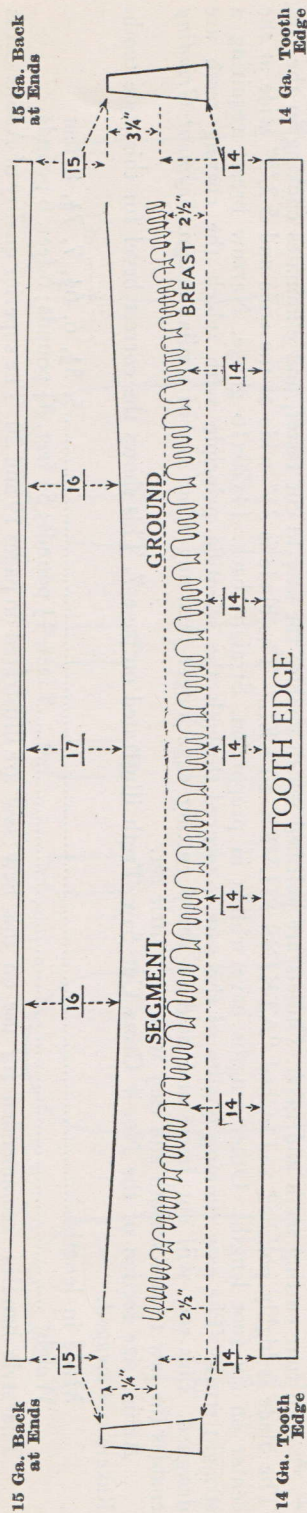 15 Ga. Back
at Ends
15 Ga. Back
at Ends
15 16 17 16 15
3¼" 3¼"
SEGMENT GROUND
2½" 2½"
BREAST
14 14 14 14 14 14 14
TOOTH EDGE
14 Ga. Tooth
Edge
14 Ga. Tooth
Edge